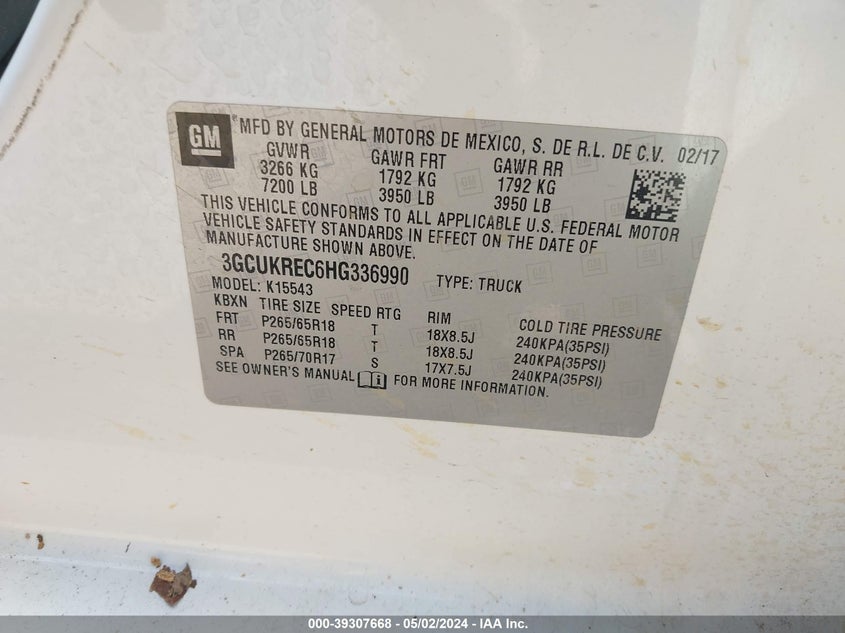 GM
®MFD BY GENERAL MOTORS DE MEXICO, S. DE R.L. DE C.V. 02/17
GVWR GAWR FRT GAWR RR
3266 KG 1792 KG 1792 KG
7200 LB 3950 LB 3950 LB
THIS VEHICLE CONFORMS TO ALL APPLICABLE U.S. FEDERAL MOTOR
VEHICLE SAFETY STANDARDS IN EFFECT ON THE DATE OF
MANUFACTURE SHOWN ABOVE.
3GCUKREC6HG336990 TYPE: TRUCK
MODEL: K15543
KBXN TIRE SIZE SPEED RTG RIM COLD TIRE PRESSURE
FRT P265/65R18 T 18X8.5J 240KPA(35PSI)
RR P265/65R18 T 18X8.5J 240KPA(35PSI)
SPA P265/70R17 S 17X7.5J 240KPA(35PSI)
SEE OWNER'S MANUAL FOR MORE INFORMATION.
000-39307668 - 05/02/2024 - IAA Inc.